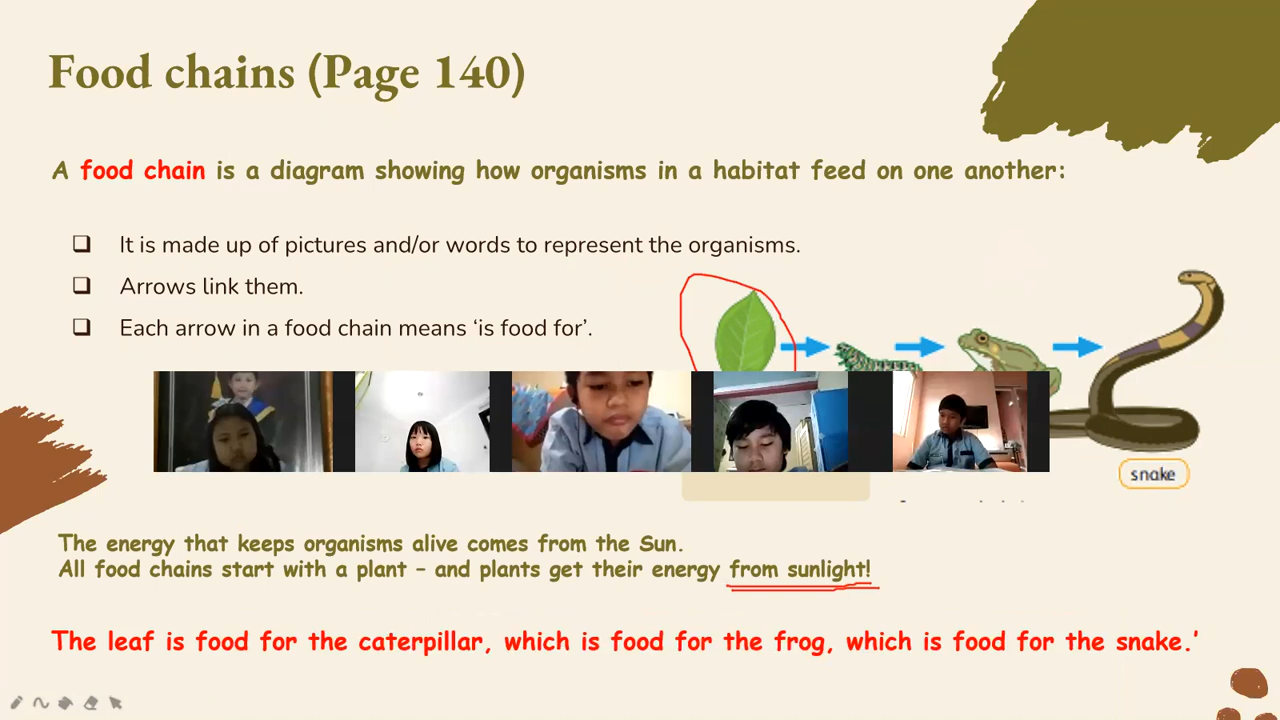 Food chains (Page 140)
A food chain is a diagram showing how organisms in a habitat feed on one another:
It is made up of pictures and/or words to represent the organisms.
Arrows link them.
Each arrow in a food chain means ‘is food for’.
snake
The energy that keeps organisms alive comes from the Sun.
All food chains start with a plant – and plants get their energy from sunlight!
The leaf is food for the caterpillar, which is food for the frog, which is food for the snake.’